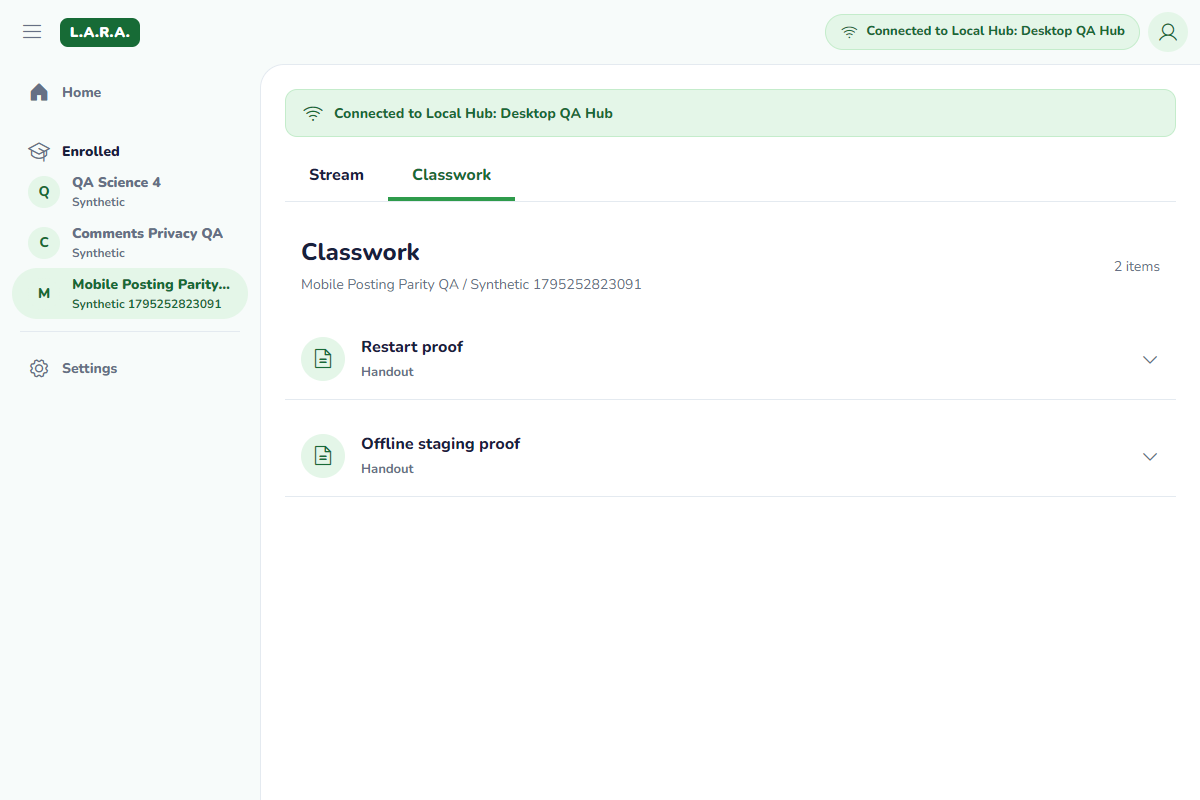 L.A.R.A.
Connected to Local Hub: Desktop QA Hub
Home
Enrolled
Q
QA Science 4
Synthetic
C
Comments Privacy QA
Synthetic
M
Mobile Posting Parity...
Synthetic 1795252823091
Settings
Connected to Local Hub: Desktop QA Hub
Stream
Classwork
Classwork
Mobile Posting Parity QA / Synthetic 1795252823091
2 items
Restart proof
Handout
Offline staging proof
Handout